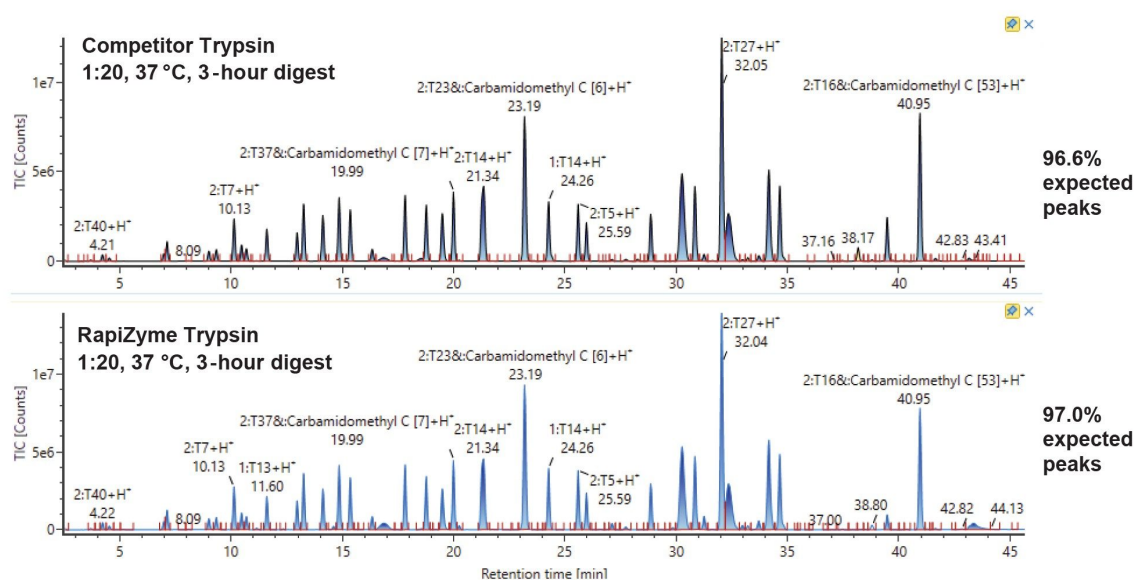 Competitor Trypsin
1:20, 37 °C, 3-hour digest
TIC [Counts]
1e7
5e6
0
2:T40+H⁺
4.21
8.09
2:T7+H⁺
10.13
2:T37&:Carbamidomethyl C [7]+H⁺
19.99
2:T14+H⁺
21.34
2:T23&:Carbamidomethyl C [6]+H⁺
23.19
1:T14+H⁺
24.26
2:T5+H⁺
25.59
2:T27+H⁺
32.05
37.16
38.17
2:T16&:Carbamidomethyl C [53]+H⁺
40.95
42.83
43.41
5 10 15 20 25 30 35 40 45
96.6%
expected
peaks
RapiZyme Trypsin
1:20, 37 °C, 3-hour digest
TIC [Counts]
1e7
5e6
0
2:T40+H⁺
4.22
8.09
2:T7+H⁺
10.13
1:T13+H⁺
11.60
2:T37&:Carbamidomethyl C [7]+H⁺
19.99
2:T14+H⁺
21.34
2:T23&:Carbamidomethyl C [6]+H⁺
23.19
1:T14+H⁺
24.26
2:T5+H⁺
25.59
2:T27+H⁺
32.04
37.00
38.80
2:T16&:Carbamidomethyl C [53]+H⁺
40.95
42.82
44.13
5 10 15 20 25 30 35 40 45
Retention time [min]
97.0%
expected
peaks